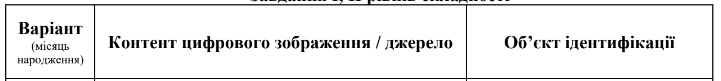 Варіант
(місяць
народження)
Контент цифрового зображення / джерело
Об'єкт ідентифікації